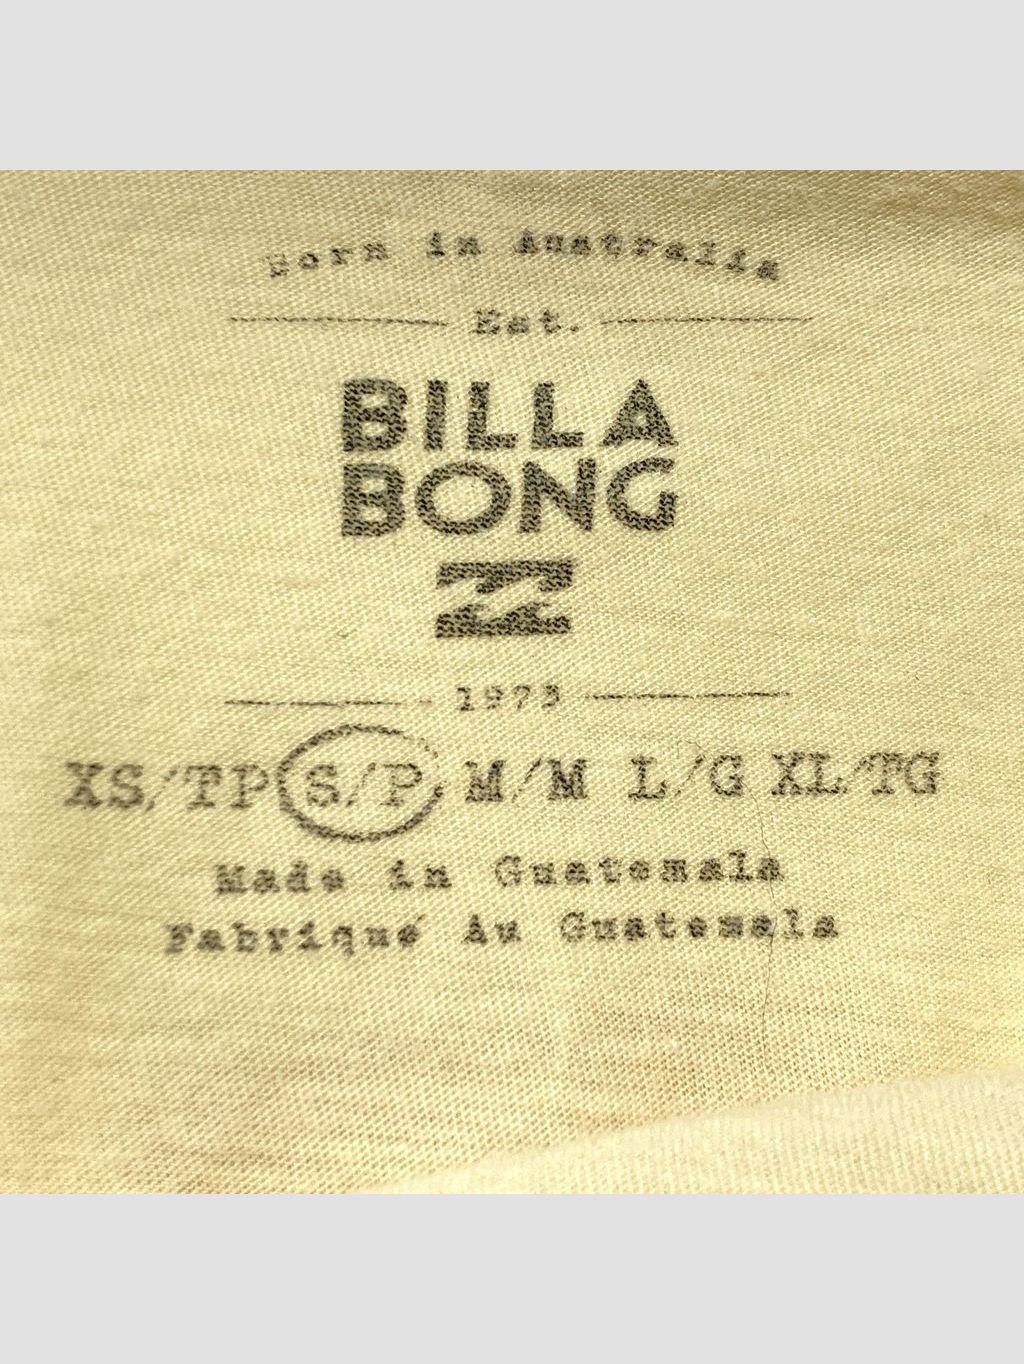 Born in Australia
Est.
BILLA
BONG
1973
XS/TP S/P M/M L/G XL/TG
Made in Guatemala
Fabriqué Au Guatemala